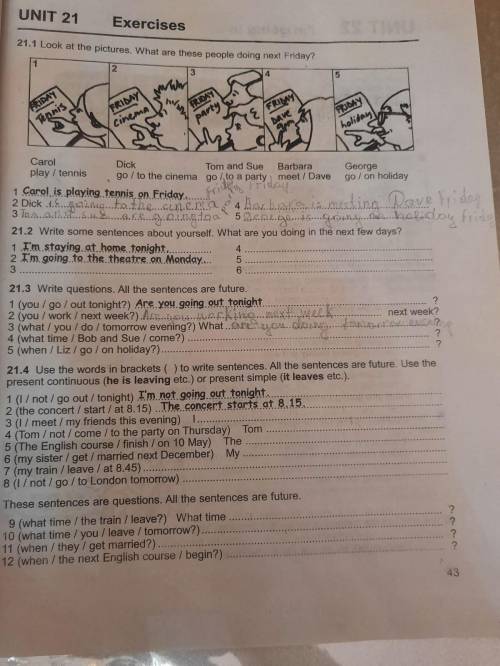 UNIT 21 Exercises
21.1 Look at the pictures. What are these people doing next Friday?
1 2 3 4 5
FRIDAY Tennis
FRIDAY cinema
FRIDAY party
FRIDAY DAVE
FRIDAY holiday
Carol Dick Tom and Sue Barbara George
play / tennis go / to the cinema go / to a party meet / Dave go / on holiday
1 Carol is playing tennis on Friday. Friday
2 Dick is going to the cinema 4 Barbara is meeting Dave Friday
3 are going to a 5 George is going on holiday Friday
21.2 Write some sentences about yourself. What are you doing in the next few days?
1 I'm staying at home tonight. 4
2 I'm going to the theatre on Monday. 5
3 6
21.3 Write questions. All the sentences are future.
1 (you / go / out tonight?) Are you going out tonight ?
2 (you / work / next week?) Are you working next week next week?
3 (what / you / do / tomorrow evening?) What are you doing tomorrow evening ?
4 (what time / Bob and Sue / come?) ?
5 (when / Liz / go / on holiday?) ?
21.4 Use the words in brackets ( ) to write sentences. All the sentences are future. Use the
present continuous (he is leaving etc.) or present simple (it leaves etc.).
1 (I / not / go out / tonight) I'm not going out tonight.
2 (the concert / start / at 8.15) The concert starts at 8.15.
3 (I / meet / my friends this evening) I
4 (Tom / not / come / to the party on Thursday) Tom
5 (The English course / finish / on 10 May) The
6 (my sister / get / married next December) My
7 (my train / leave / at 8.45)
8 (I / not / go / to London tomorrow)
These sentences are questions. All the sentences are future.
9 (what time / the train / leave?) What time ?
10 (what time / you / leave / tomorrow?) ?
11 (when / they / get / married?) ?
12 (when / the next English course / begin?) ?
43